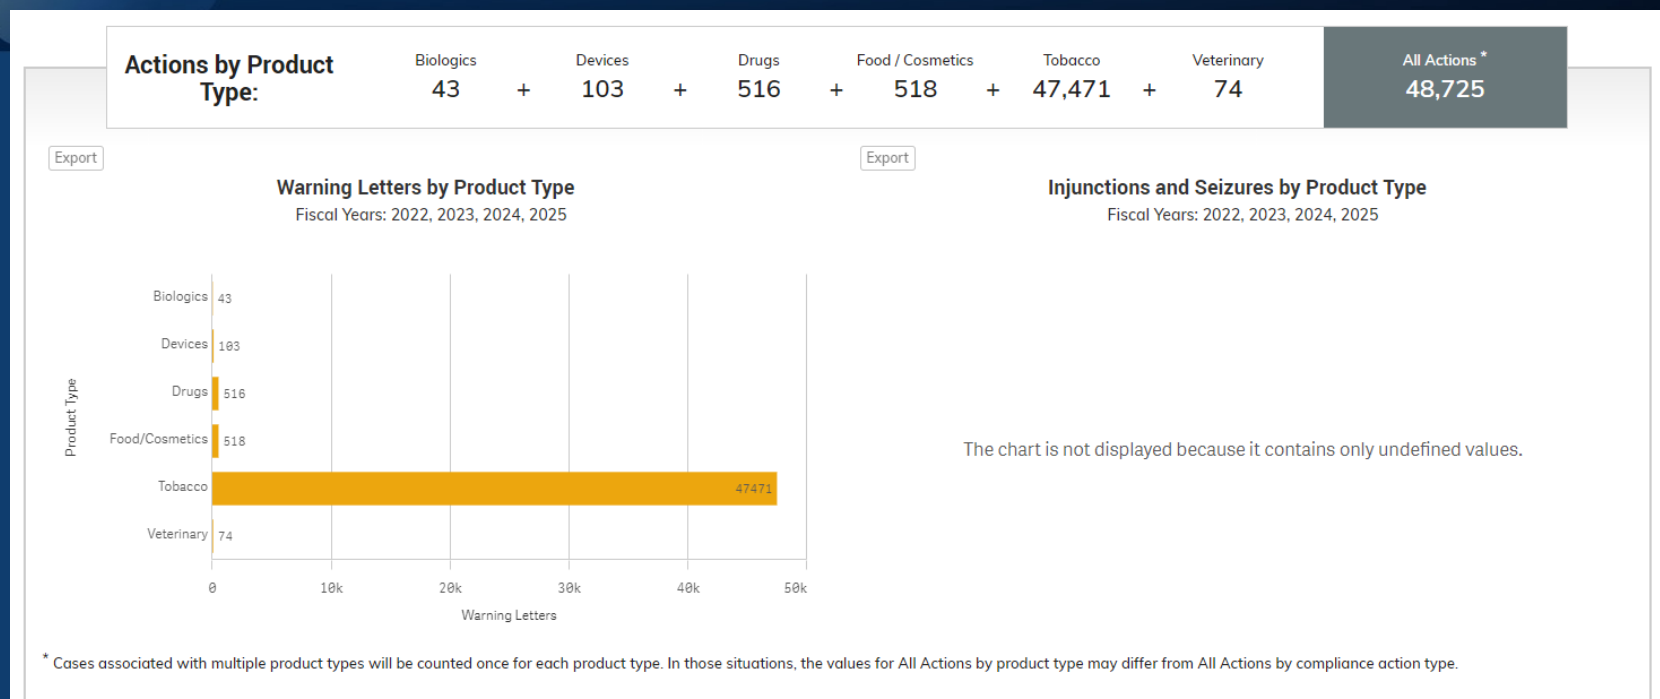 Actions by Product Type:
Biologics
43
+
Devices
103
+
Drugs
516
+
Food / Cosmetics
518
+
Tobacco
47,471
+
Veterinary
74
All Actions *
48,725
Export
Warning Letters by Product Type
Fiscal Years: 2022, 2023, 2024, 2025
Product Type
Biologics 43
Devices 103
Drugs 516
Food/Cosmetics 518
Tobacco 47471
Veterinary 74
0 10k 20k 30k 40k 50k
Warning Letters
Export
Injunctions and Seizures by Product Type
Fiscal Years: 2022, 2023, 2024, 2025
The chart is not displayed because it contains only undefined values.
* Cases associated with multiple product types will be counted once for each product type. In those situations, the values for All Actions by product type may differ from All Actions by compliance action type.